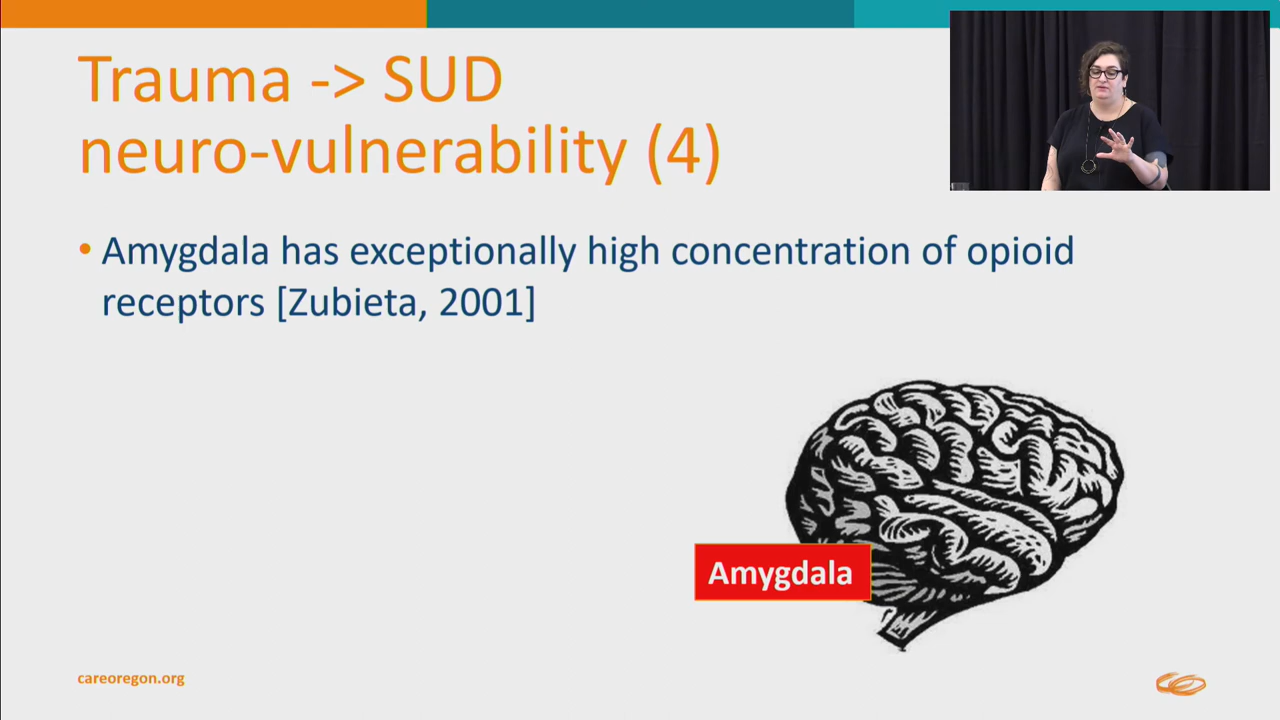 Trauma -> SUD
neuro-vulnerability (4)
• Amygdala has exceptionally high concentration of opioid
receptors [Zubieta, 2001]
Amygdala
careoregon.org